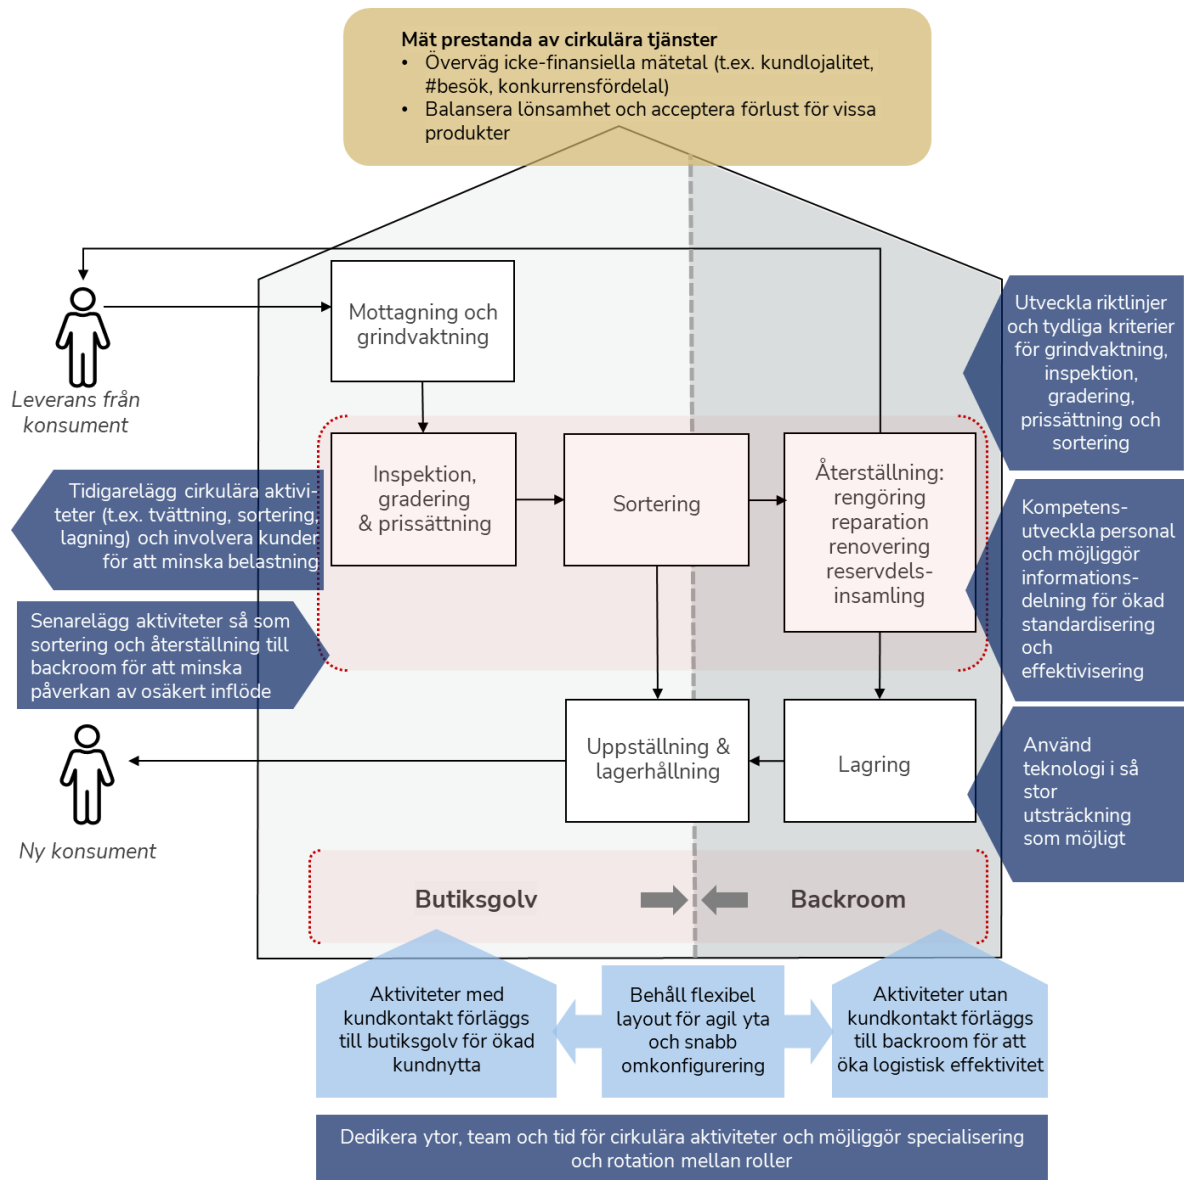 Mät prestanda av cirkulära tjänster
• Överväg icke-finansiella mätetal (t.ex. kundlojalitet,
#besök, konkurrensfördelal)
• Balansera lönsamhet och acceptera förlust för vissa
produkter
Mottagning och
grindvaktning
Leverans från
konsument
Utveckla riktlinjer
och tydliga kriterier
för grindvaktning,
inspektion,
gradering,
prissättning och
sortering
Inspektion,
gradering
& prissättning
Sortering
Återställning:
rengöring
reparation
renovering
reservdels-
insamling
Tidigarelägg cirkulära aktivi-
teter (t.ex. tvättning, sortering,
lagning) och involvera kunder
för att minska belastning
Kompetens-
utveckla personal
och möjliggör
informations-
delning för ökad
standardisering
och
effektivisering
Senarelägg aktiviteter så som
sortering och återställning till
backroom för att minska
påverkan av osäkert inflöde
Uppställning &
lagerhållning
Lagring
Använd
teknologi i så
stor
utsträckning
som möjligt
Ny konsument
Butiksgolv
Backroom
Aktiviteter med
kundkontakt förläggs
till butiksgolv för ökad
kundnytta
Behåll flexibel
layout för agil yta
och snabb
omkonfigurering
Aktiviteter utan
kundkontakt förläggs
till backroom för att
öka logistisk effektivitet
Dedikera ytor, team och tid för cirkulära aktiviteter och möjliggör specialisering
och rotation mellan roller